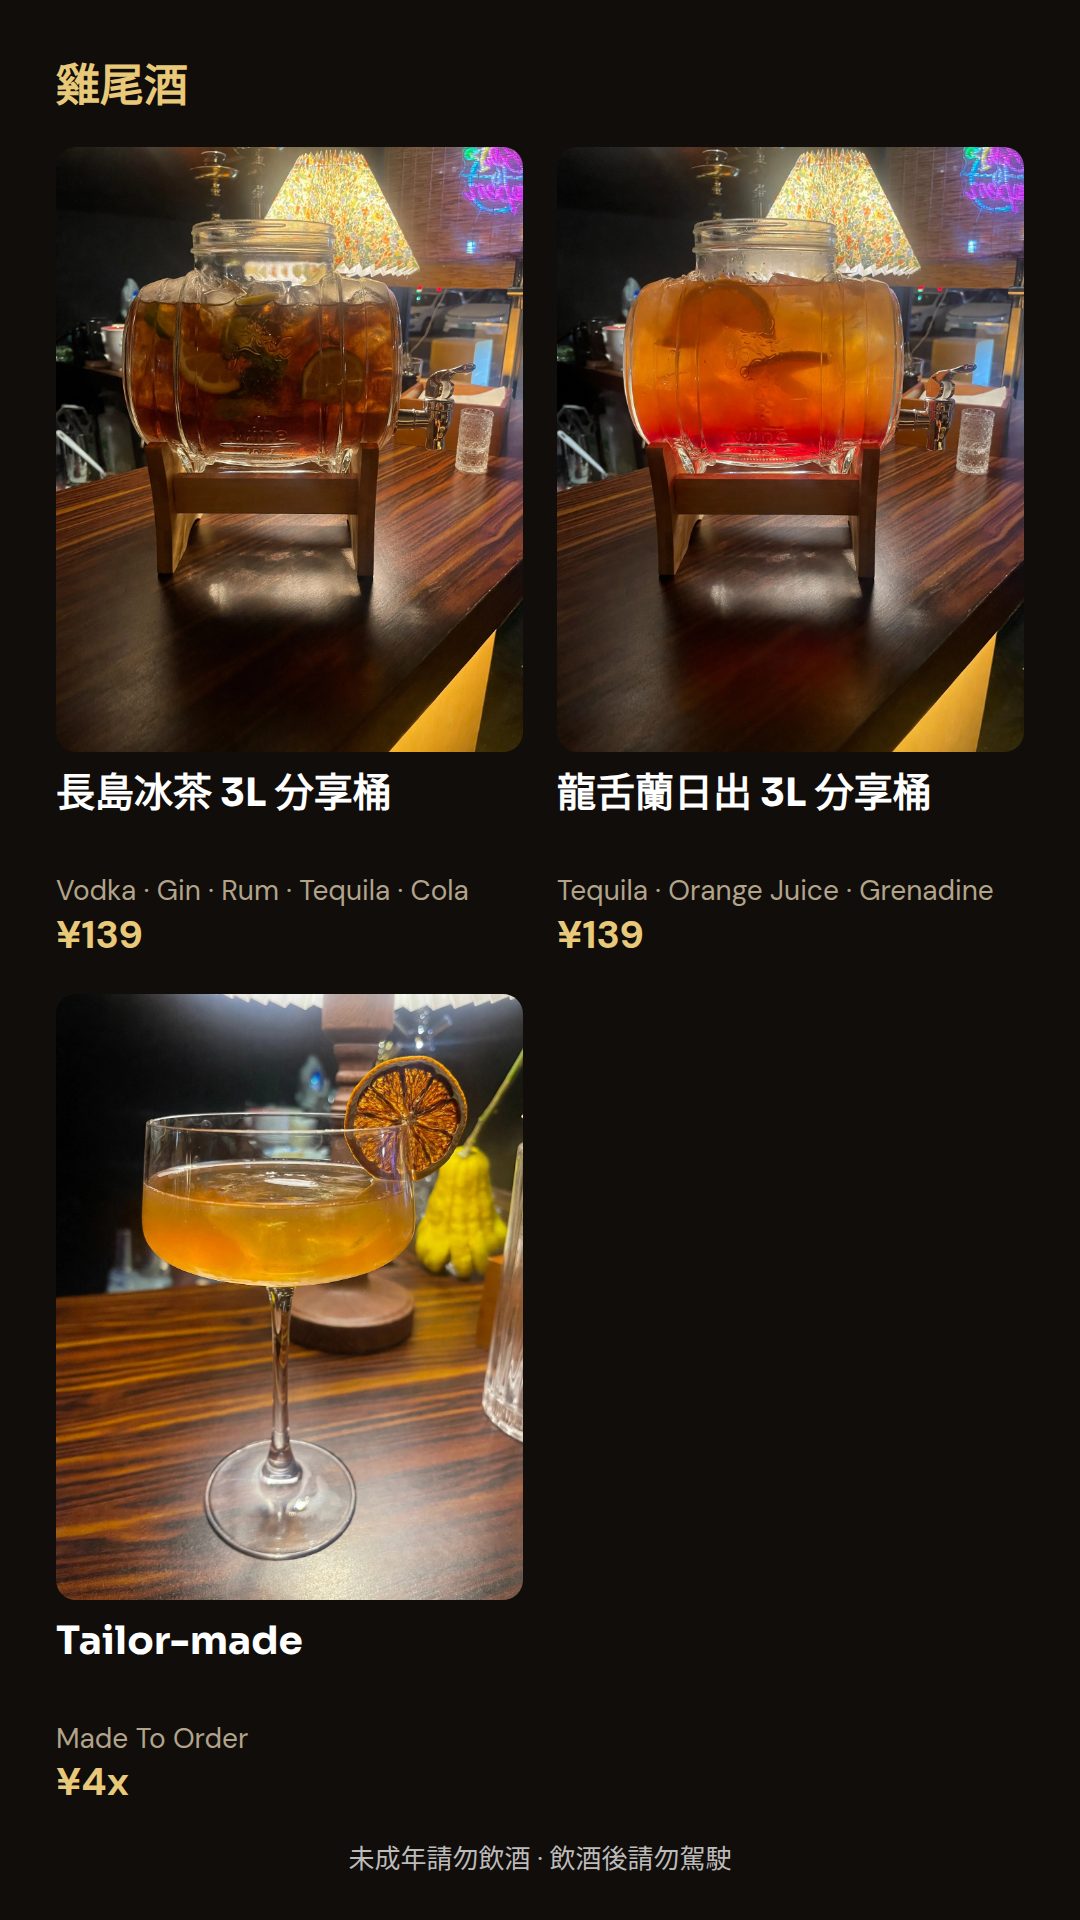 雞尾酒
長島冰茶 3L 分享桶
Vodka · Gin · Rum · Tequila · Cola
¥139
龍舌蘭日出 3L 分享桶
Tequila · Orange Juice · Grenadine
¥139
Tailor-made
Made To Order
¥4x
未成年請勿飲酒 · 飲酒後請勿駕駛